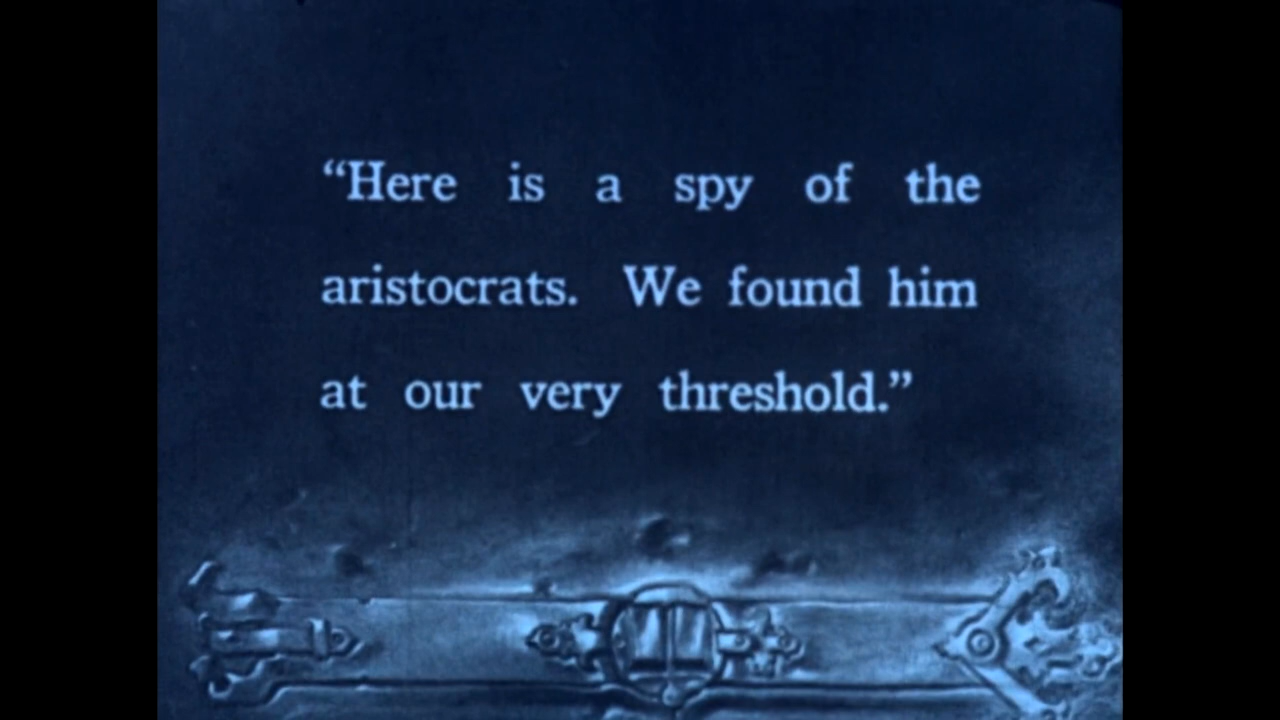 “Here is a spy of the
aristocrats. We found him
at our very threshold.”